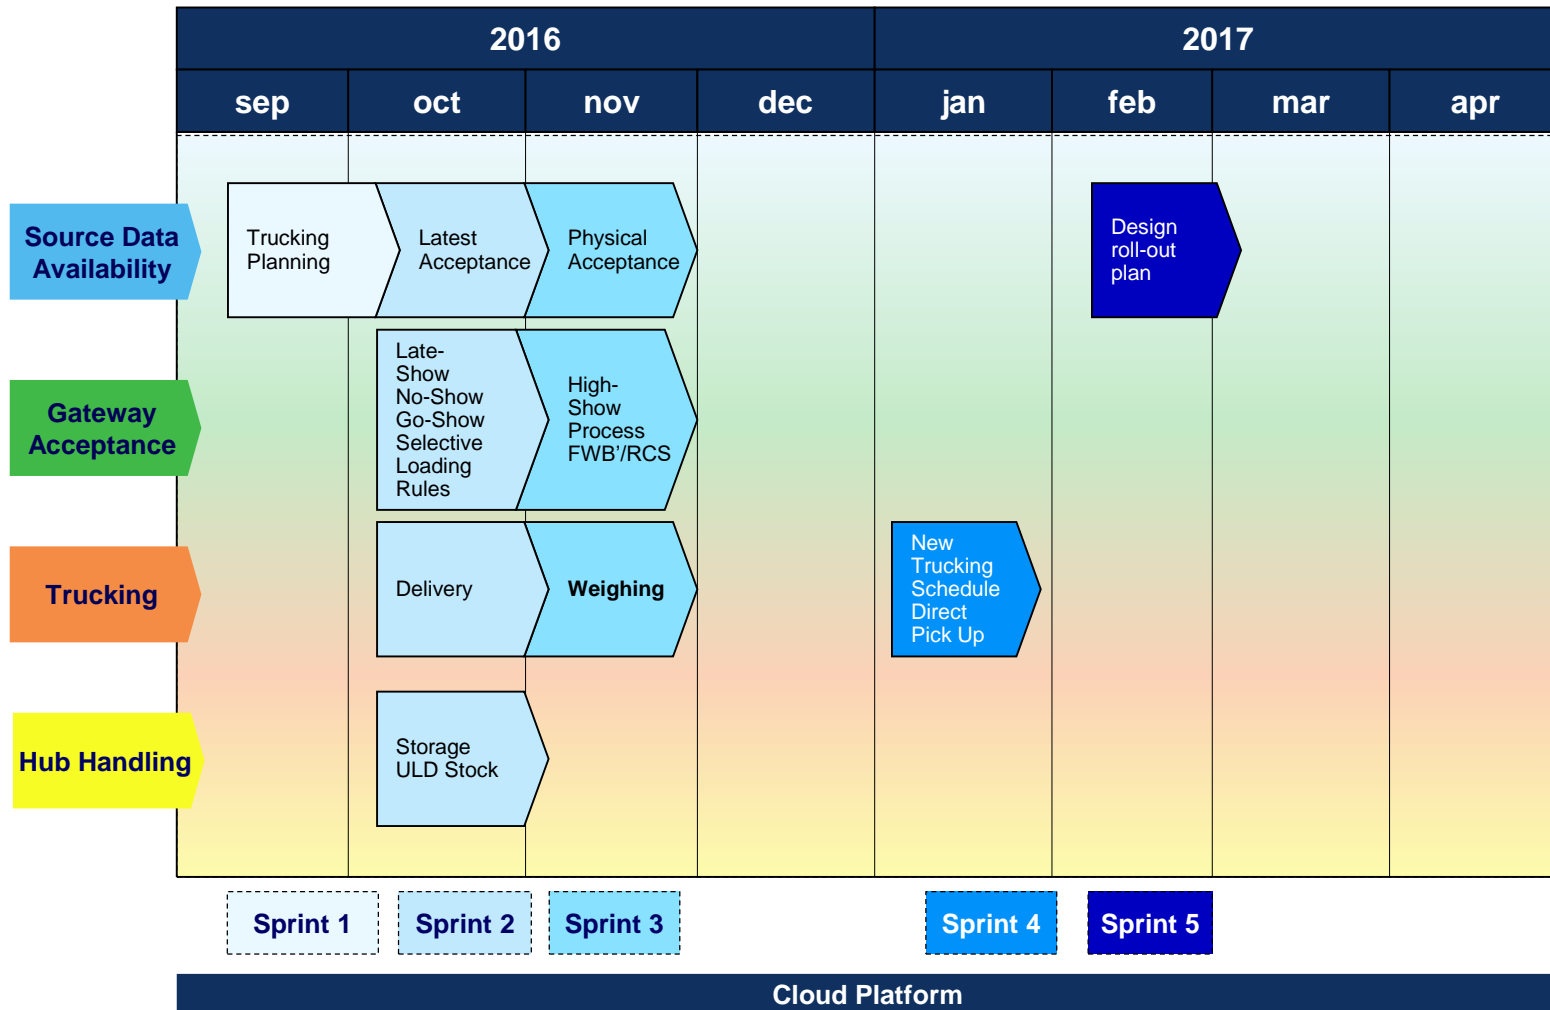 2016
2017
sep
oct
nov
dec
jan
feb
mar
apr
Source Data
Availability
Trucking
Planning
Latest
Acceptance
Physical
Acceptance
Design
roll-out
plan
Gateway
Acceptance
Late-
Show
No-Show
Go-Show
Selective
Loading
Rules
High-
Show
Process
FWB'/RCS
Trucking
Delivery
Weighing
New
Trucking
Schedule
Direct
Pick Up
Hub Handling
Storage
ULD Stock
Sprint 1
Sprint 2
Sprint 3
Sprint 4
Sprint 5
Cloud Platform